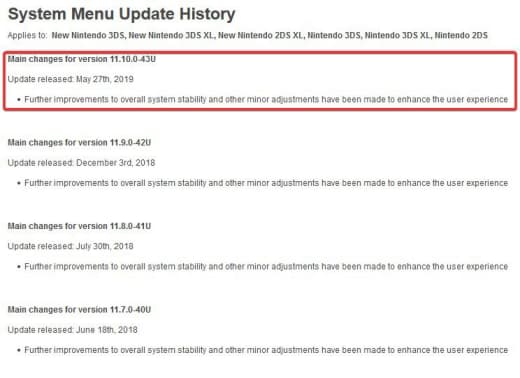 System Menu Update History
Applies to: New Nintendo 3DS, New Nintendo 3DS XL, New Nintendo 2DS XL, Nintendo 3DS, Nintendo 3DS XL, Nintendo 2DS
Main changes for version 11.10.0-43U
Update released: May 27th, 2019
• Further improvements to overall system stability and other minor adjustments have been made to enhance the user experience
Main changes for version 11.9.0-42U
Update released: December 3rd, 2018
• Further improvements to overall system stability and other minor adjustments have been made to enhance the user experience
Main changes for version 11.8.0-41U
Update released: July 30th, 2018
• Further improvements to overall system stability and other minor adjustments have been made to enhance the user experience
Main changes for version 11.7.0-40U
Update released: June 18th, 2018
• Further improvements to overall system stability and other minor adjustments have been made to enhance the user experience